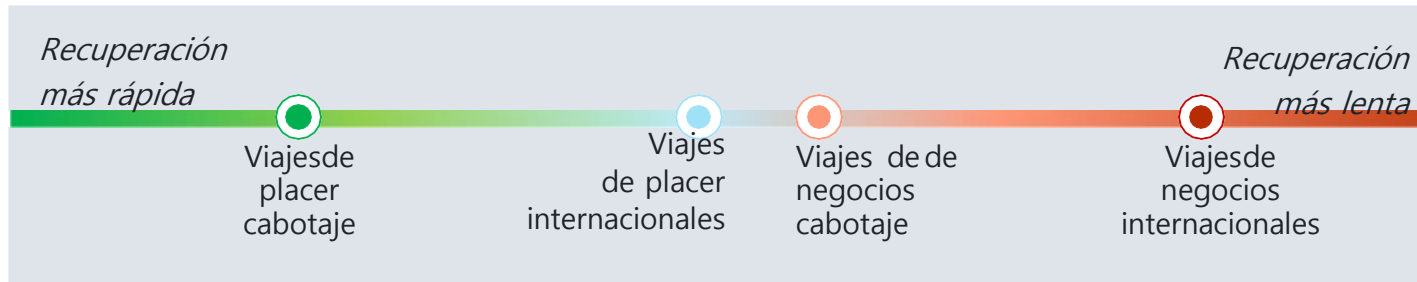 Recuperación
más rápida
Recuperación
más lenta
Viajesde
placer
cabotaje
Viajes
de placer
internacionales
Viajes de de
negocios
cabotaje
Viajesde
negocios
internacionales